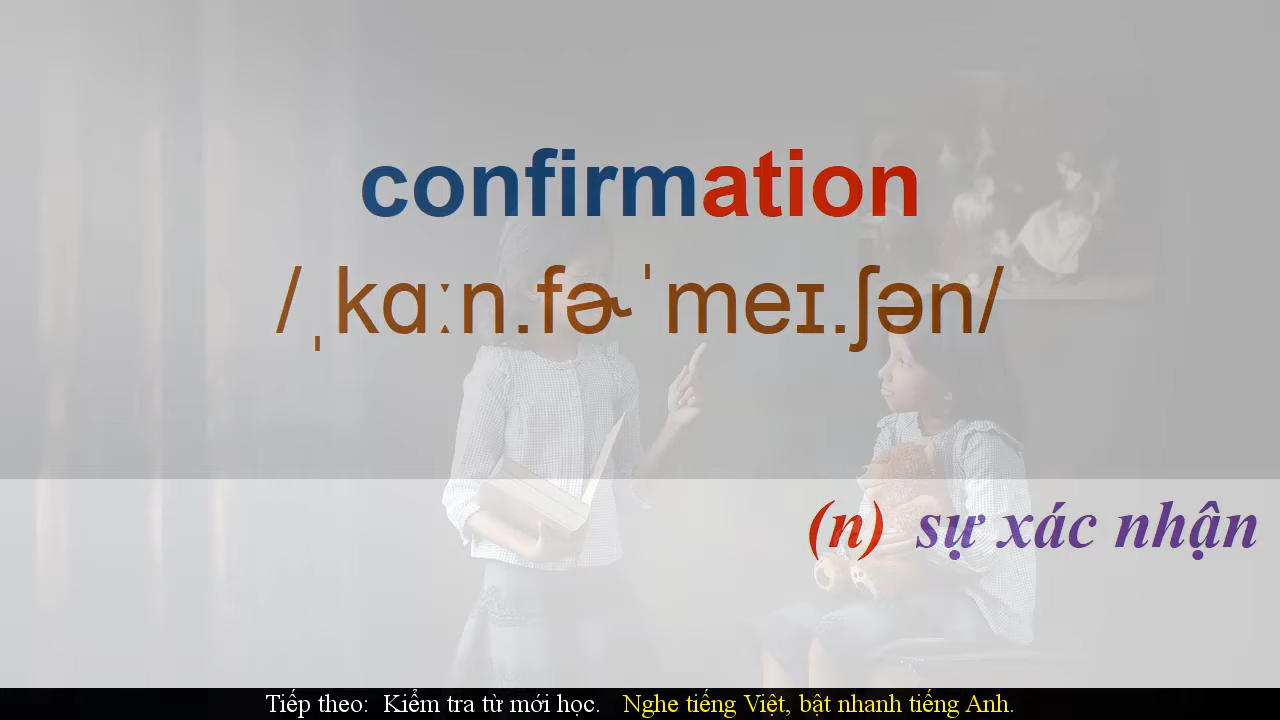 confirmation
/ˌkɑːn.fɚˈmeɪ.ʃən/
(n) sự xác nhận
Tiếp theo: Kiểm tra từ mới học. Nghe tiếng Việt, bật nhanh tiếng Anh.